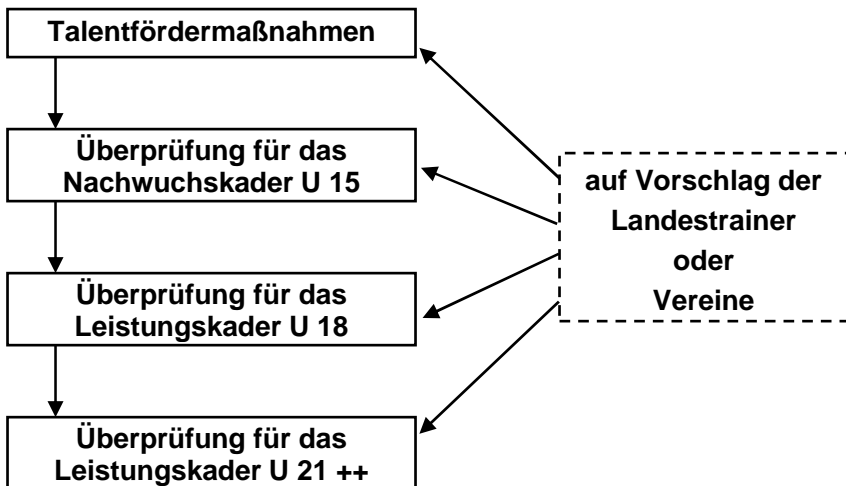 Talentfördermaßnahmen
Überprüfung für das
Nachwuchskader U 15
Überprüfung für das
Leistungskader U 18
Überprüfung für das
Leistungskader U 21 ++
auf Vorschlag der
Landestrainer
oder
Vereine